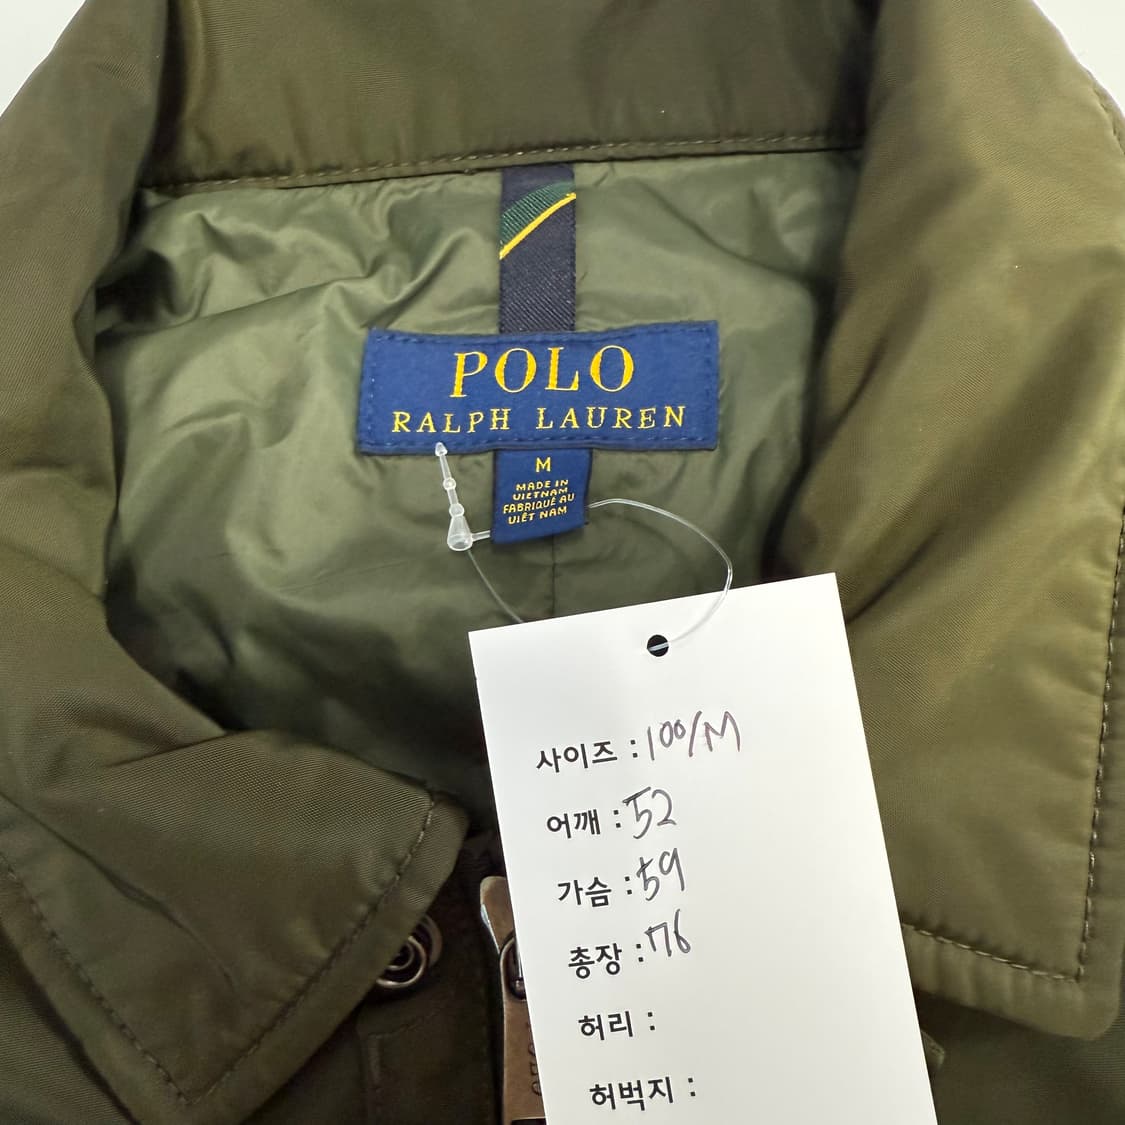 POLO
RALPH LAUREN
M
MADE IN
VIETNAM
FABRIQUÉ AU
VIÊT NAM
사이즈 : 100/M
어깨 : 52
가슴 : 59
총장 : 76
허리 :
허벅지 :